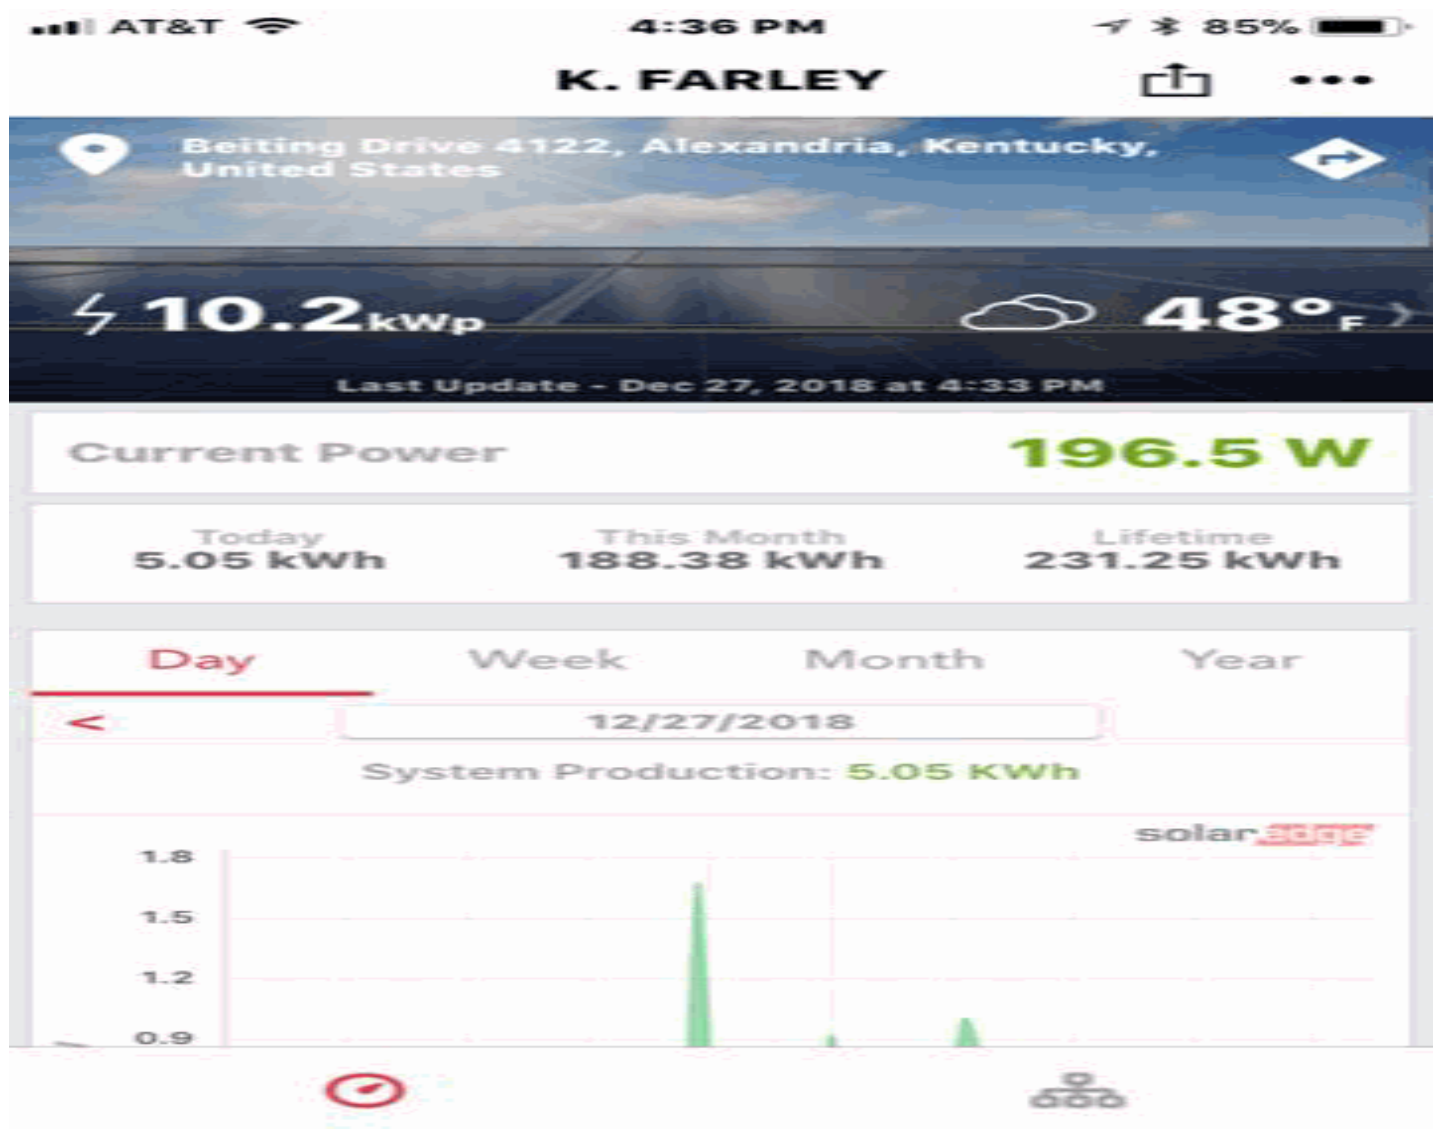 AT&T 4:36 PM 85%
K. FARLEY
Beiting Drive 4122, Alexandria, Kentucky,
United States
10.2 kWp 48° F
Last Update - Dec 27, 2018 at 4:33 PM
Current Power 196.5 W
Today This Month Lifetime
5.05 kWh 188.38 kWh 231.25 kWh
Day Week Month Year
< 12/27/2018
System Production: 5.05 KWh
solaredge
1.8
1.5
1.2
0.9